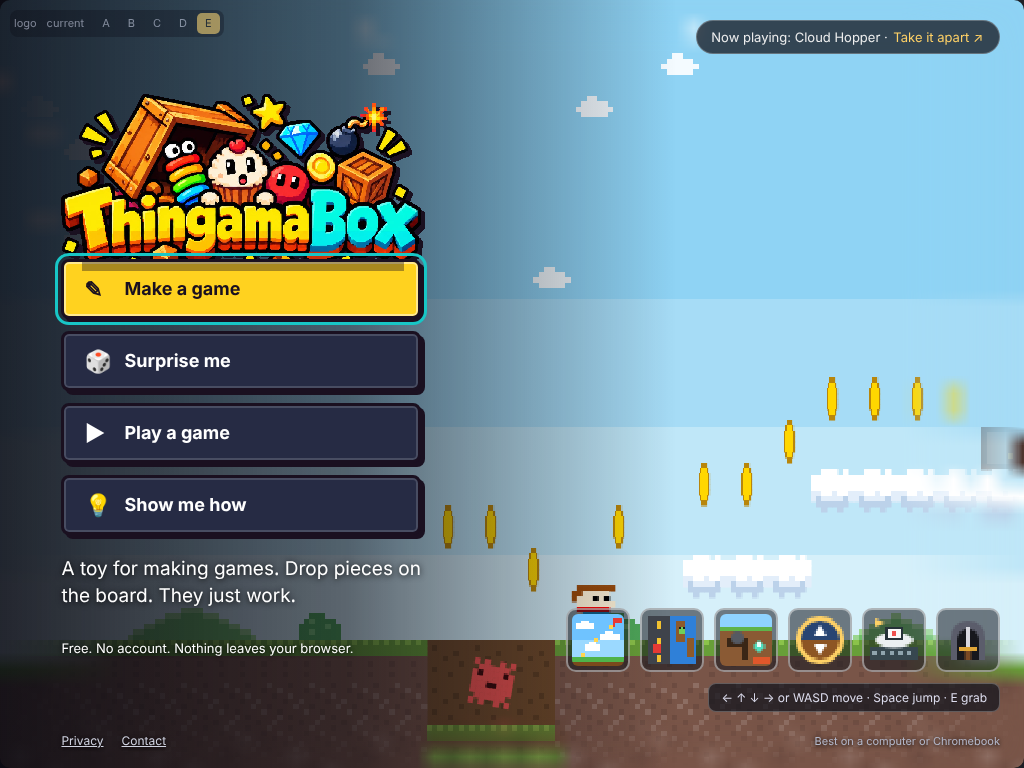 logo current A B C D E
Now playing: Cloud Hopper · Take it apart ↗
ThingamaBox
Make a game
Surprise me
Play a game
Show me how
A toy for making games. Drop pieces on
the board. They just work.
Free. No account. Nothing leaves your browser.
← ↑ ↓ → or WASD move · Space jump · E grab
Privacy Contact
Best on a computer or Chromebook